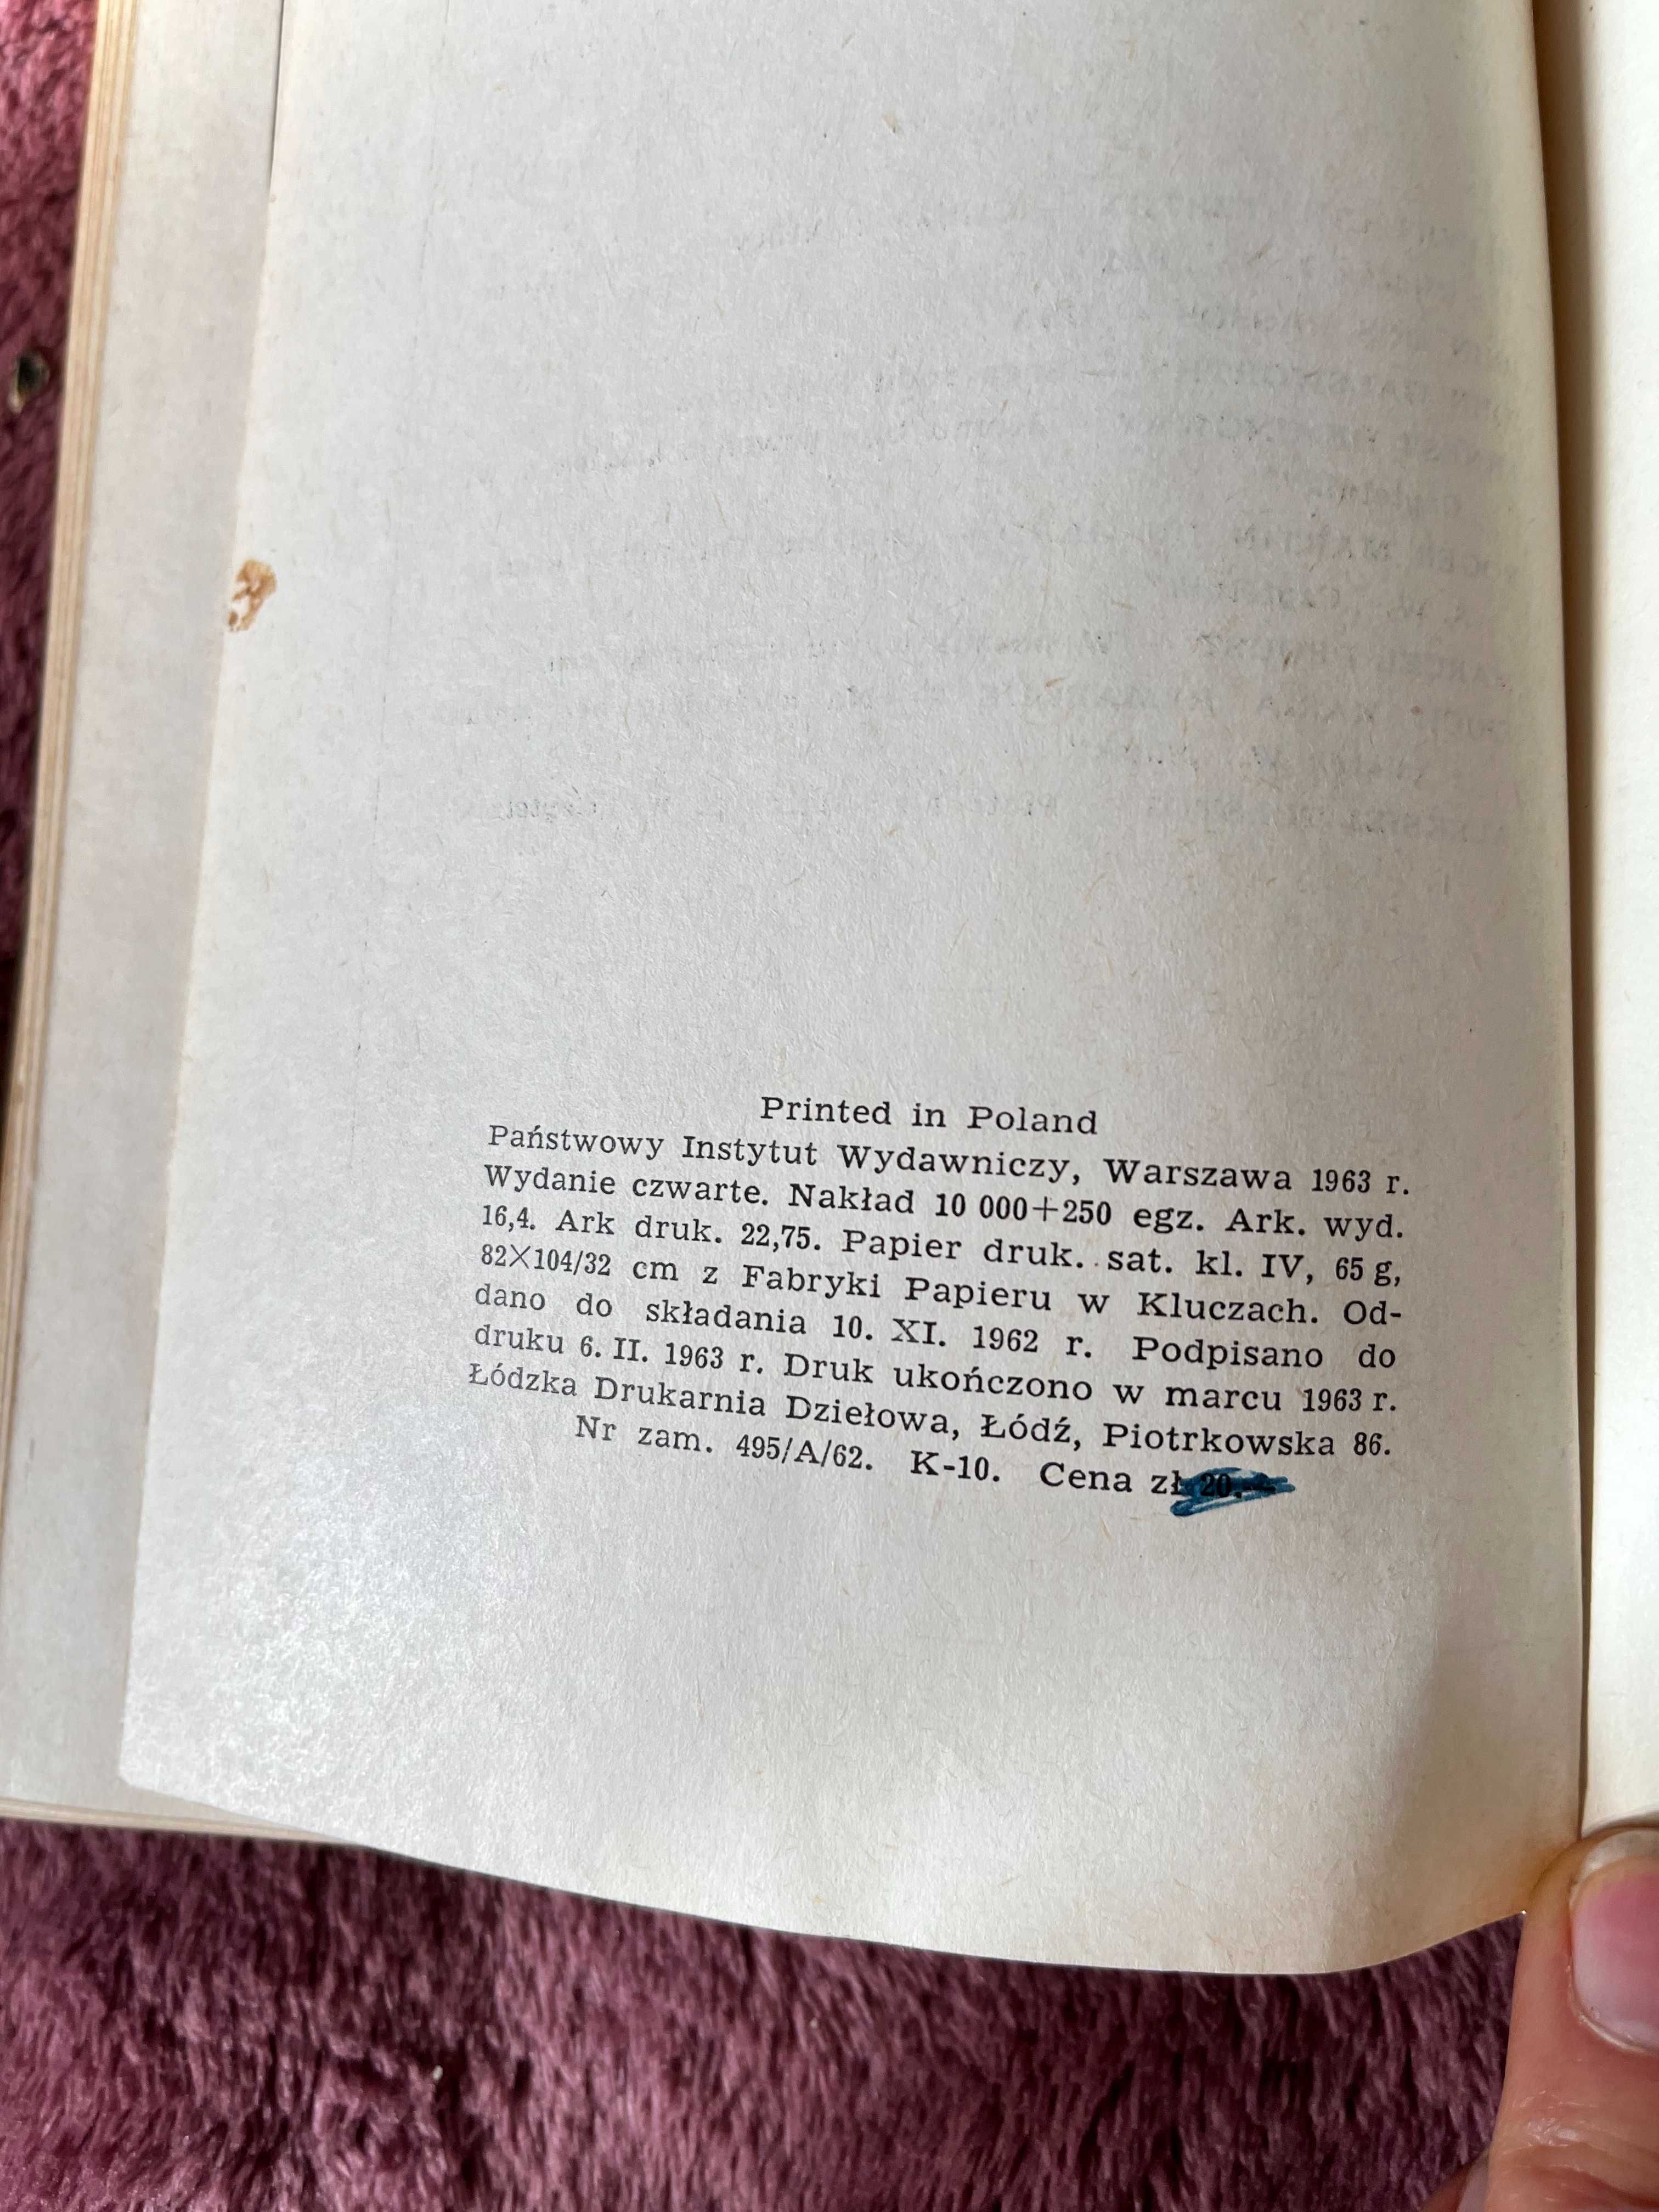 Printed in Poland
Państwowy Instytut Wydawniczy, Warszawa 1963 r.
Wydanie czwarte. Nakład 10 000+250 egz. Ark. wyd.
16,4. Ark druk. 22,75. Papier druk. sat. kl. IV, 65 g,
82×104/32 cm z Fabryki Papieru w Kluczach. Od-
dano do składania 10. XI. 1962 r. Podpisano do
druku 6. II. 1963 r. Druk ukończono w marcu 1963 r.
Łódzka Drukarnia Dziełowa, Łódź, Piotrkowska 86.
Nr zam. 495/A/62. K-10. Cena zł 20.—